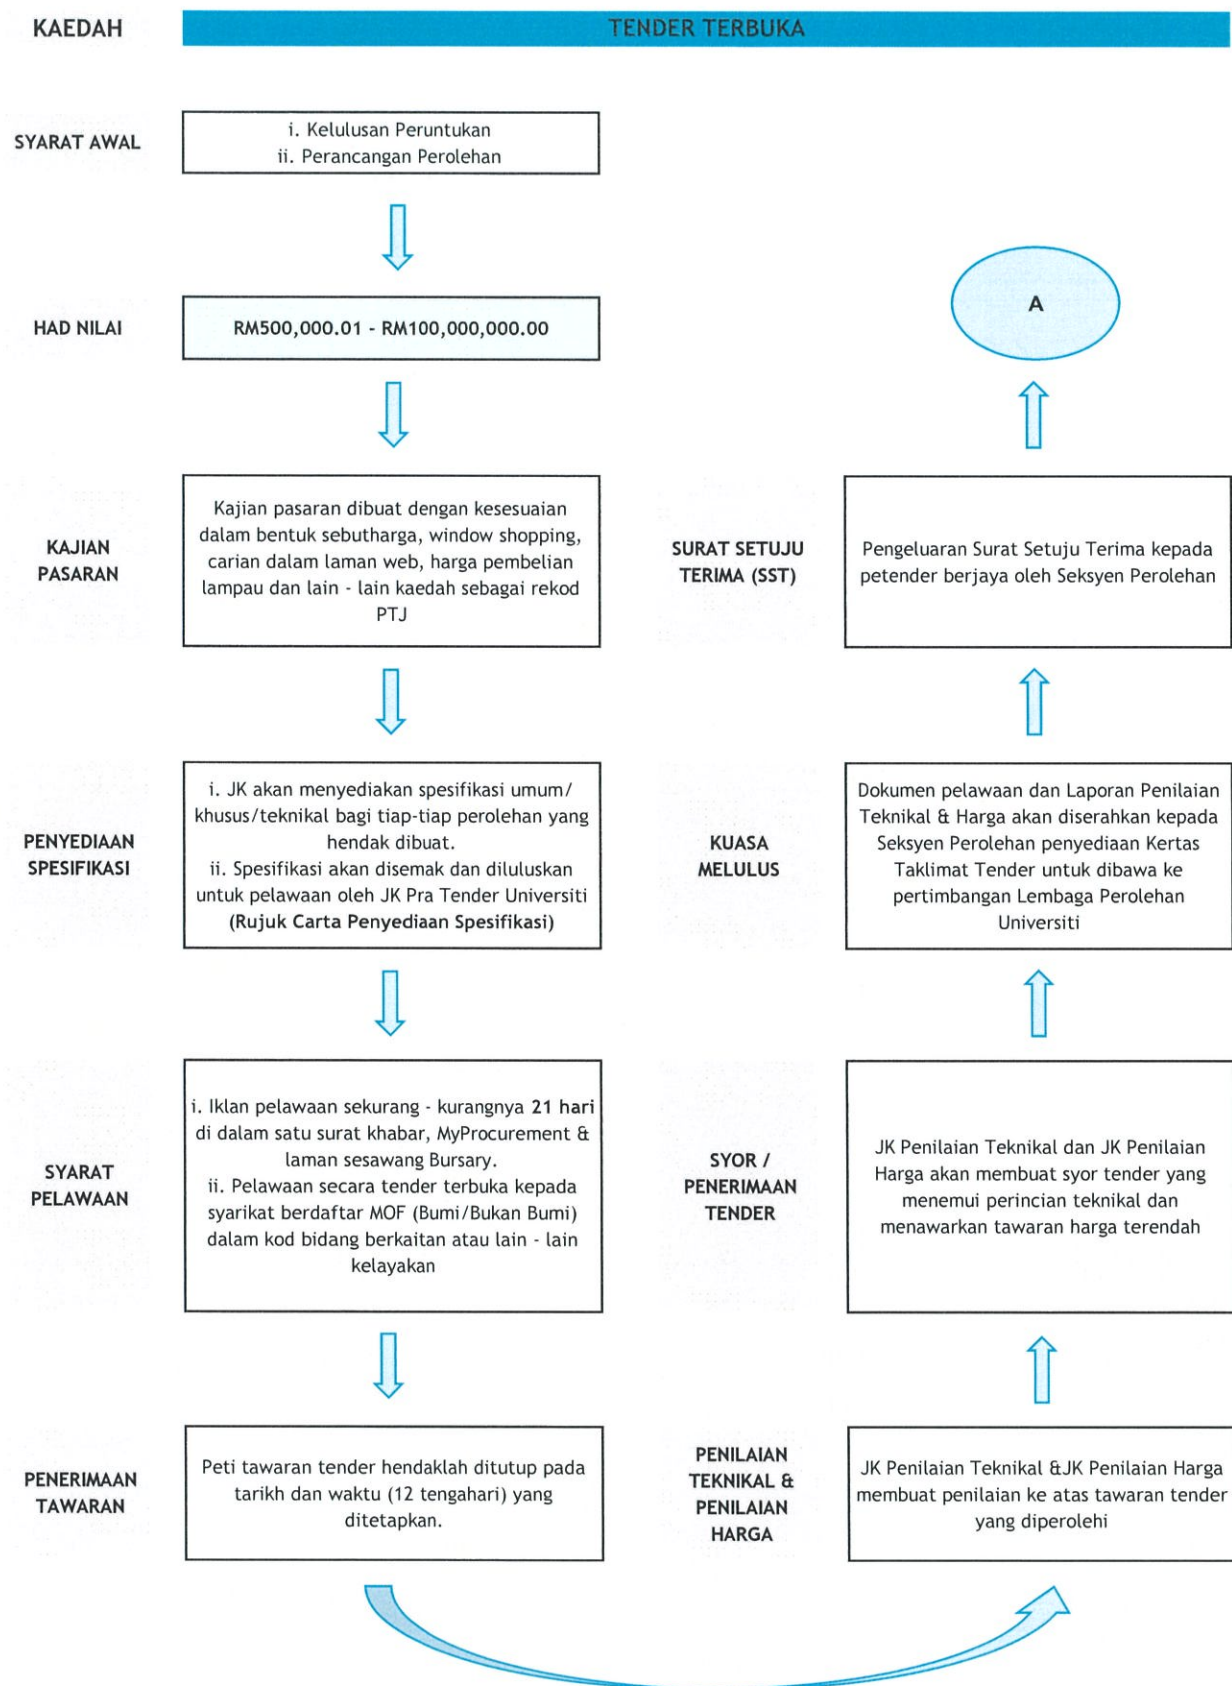 KAEDAH
TENDER TERBUKA
SYARAT AWAL
i. Kelulusan Peruntukan
ii. Perancangan Perolehan
HAD NILAI
RM500,000.01 - RM100,000,000.00
KAJIAN
PASARAN
Kajian pasaran dibuat dengan kesesuaian
dalam bentuk sebutharga, window shopping,
carian dalam laman web, harga pembelian
lampau dan lain - lain kaedah sebagai rekod
PTJ
PENYEDIAAN
SPESIFIKASI
i. JK akan menyediakan spesifikasi umum/
khusus/teknikal bagi tiap-tiap perolehan yang
hendak dibuat.
ii. Spesifikasi akan disemak dan diluluskan
untuk pelawaan oleh JK Pra Tender Universiti
(Rujuk Carta Penyediaan Spesifikasi)
SYARAT
PELAWAAN
i. Iklan pelawaan sekurang - kurangnya 21 hari
di dalam satu surat khabar, MyProcurement &
laman sesawang Bursary.
ii. Pelawaan secara tender terbuka kepada
syarikat berdaftar MOF (Bumi/Bukan Bumi)
dalam kod bidang berkaitan atau lain - lain
kelayakan
PENERIMAAN
TAWARAN
Peti tawaran tender hendaklah ditutup pada
tarikh dan waktu (12 tengahari) yang
ditetapkan.
PENILAIAN
TEKNIKAL &
PENILAIAN
HARGA
JK Penilaian Teknikal &JK Penilaian Harga
membuat penilaian ke atas tawaran tender
yang diperolehi
SYOR /
PENERIMAAN
TENDER
JK Penilaian Teknikal dan JK Penilaian
Harga akan membuat syor tender yang
menemui perincian teknikal dan
menawarkan tawaran harga terendah
KUASA
MELULUS
Dokumen pelawaan dan Laporan Penilaian
Teknikal & Harga akan diserahkan kepada
Seksyen Perolehan penyediaan Kertas
Taklimat Tender untuk dibawa ke
pertimbangan Lembaga Perolehan
Universiti
SURAT SETUJU
TERIMA (SST)
Pengeluaran Surat Setuju Terima kepada
petender berjaya oleh Seksyen Perolehan
A